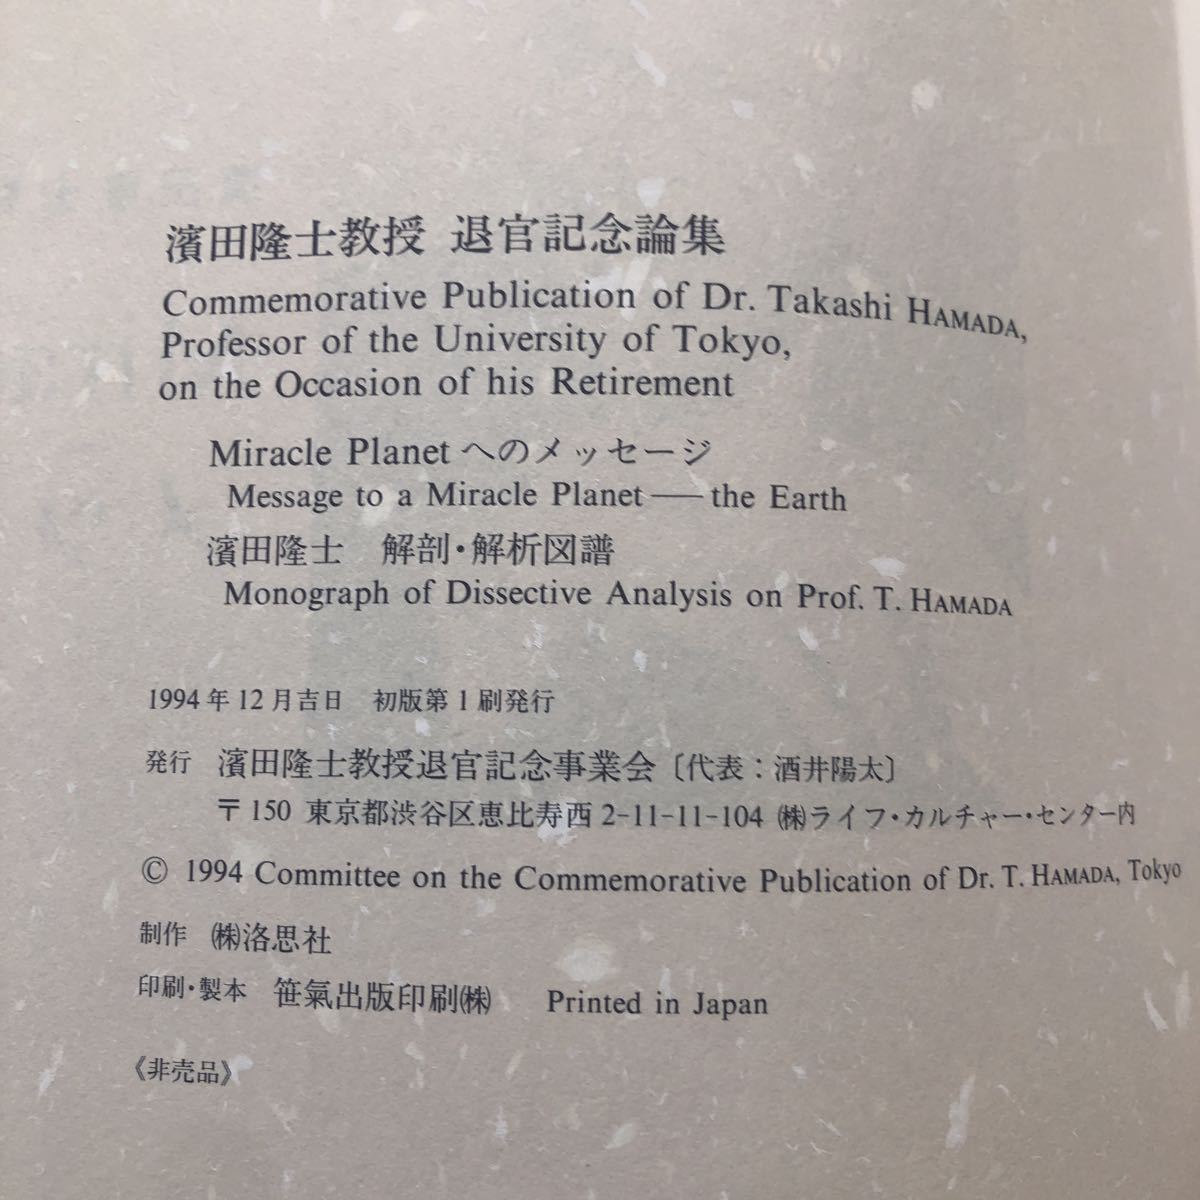 濱田隆士教授 退官記念論集
Commemorative Publication of Dr. Takashi HAMADA,
Professor of the University of Tokyo,
on the Occasion of his Retirement
Miracle Planet へのメッセージ
Message to a Miracle Planet──the Earth
濱田隆士 解剖・解析図譜
Monograph of Dissective Analysis on Prof. T. HAMADA
1994年12月吉日 初版第1刷発行
発行 濱田隆士教授退官記念事業会〔代表：酒井陽太〕
〒150 東京都渋谷区恵比寿西2-11-11-104 ㈱ライフ・カルチャー・センター内
© 1994 Committee on the Commemorative Publication of Dr. T. HAMADA, Tokyo
制作 ㈱洛思社
印刷・製本 笹氣出版印刷㈱ Printed in Japan
《非売品》